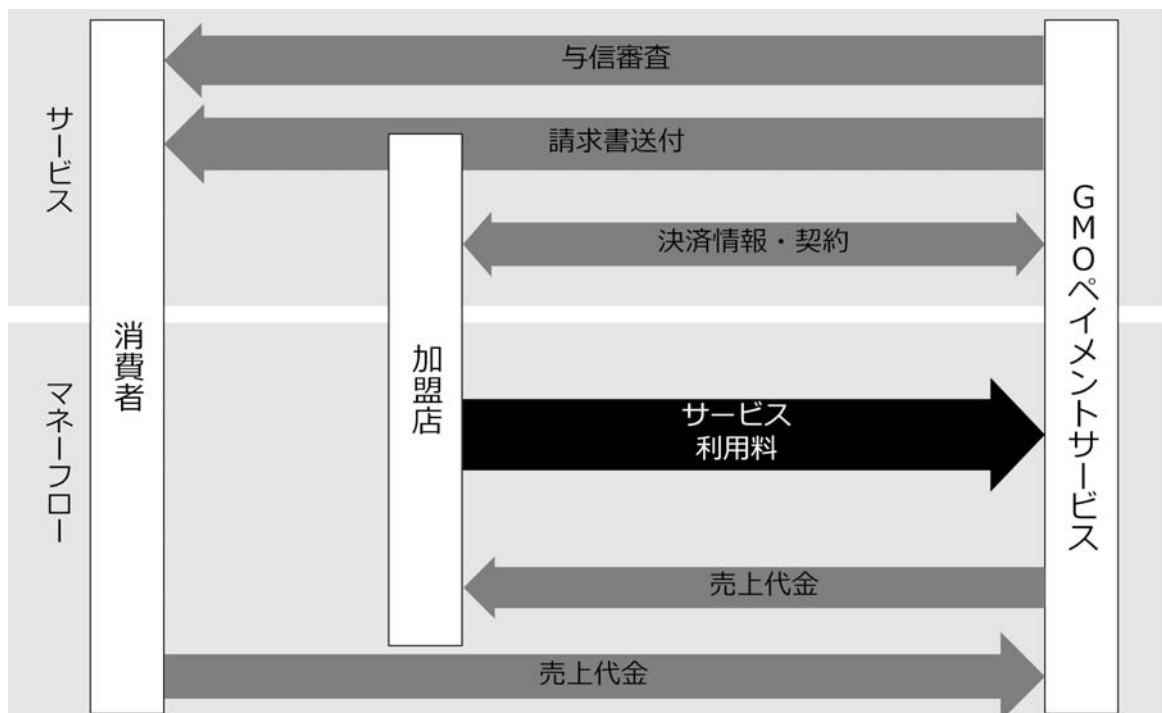 与信審査
請求書送付
決済情報・契約
サービス
消費者
加盟店
GMOペイメントサービス
マネーフロー
サービス
利用料
売上代金
売上代金